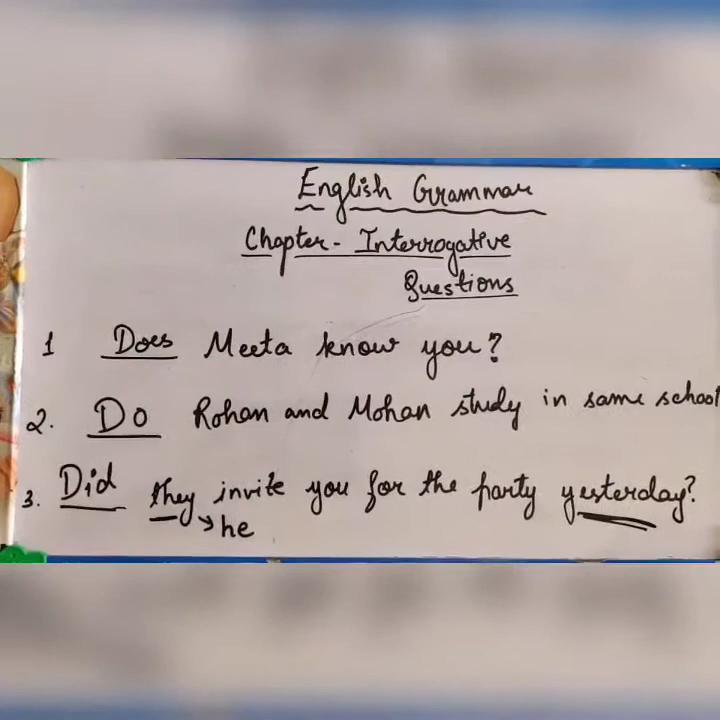 English Grammar
Chapter- Interrogative
Questions
1 Does Meeta know you?
2. Do Rohan and Mohan study in same school
3. Did they invite you for the party yesterday?
→he